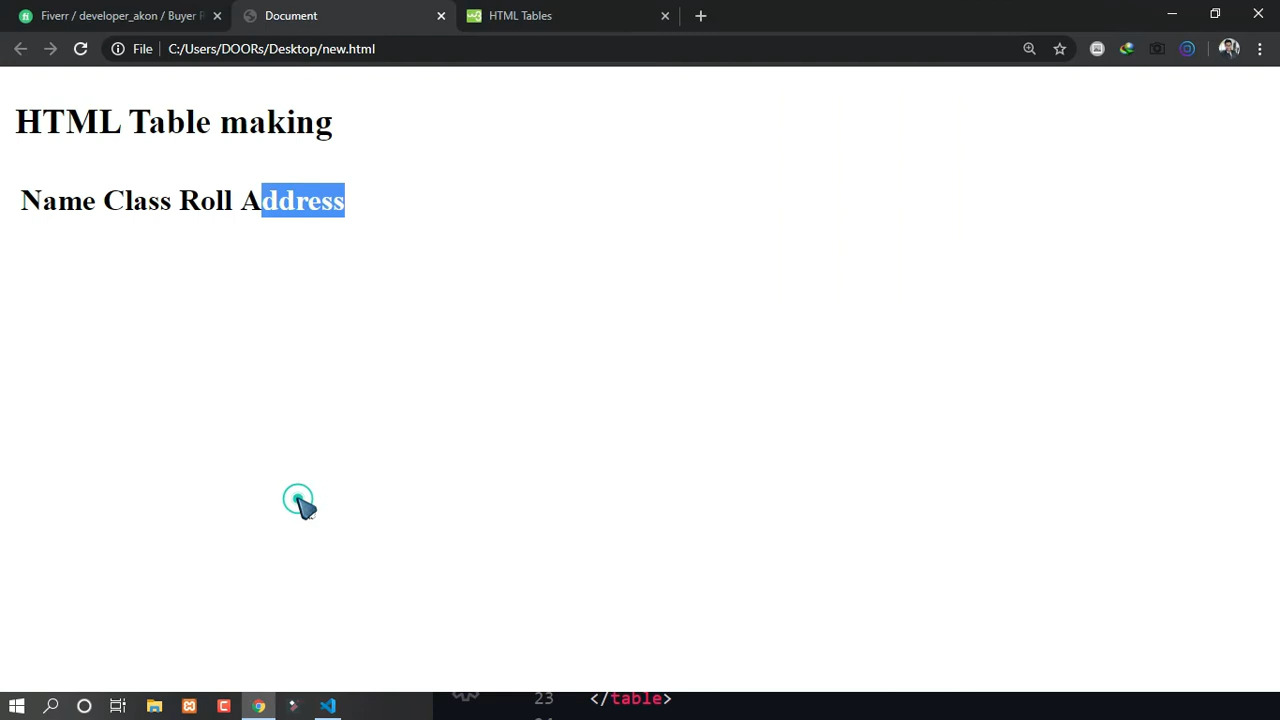 Fiverr / developer_akon / Buyer R
Document
HTML Tables
File
C:/Users/DOORs/Desktop/new.html
HTML Table making
Name Class Roll Address
23 </table>